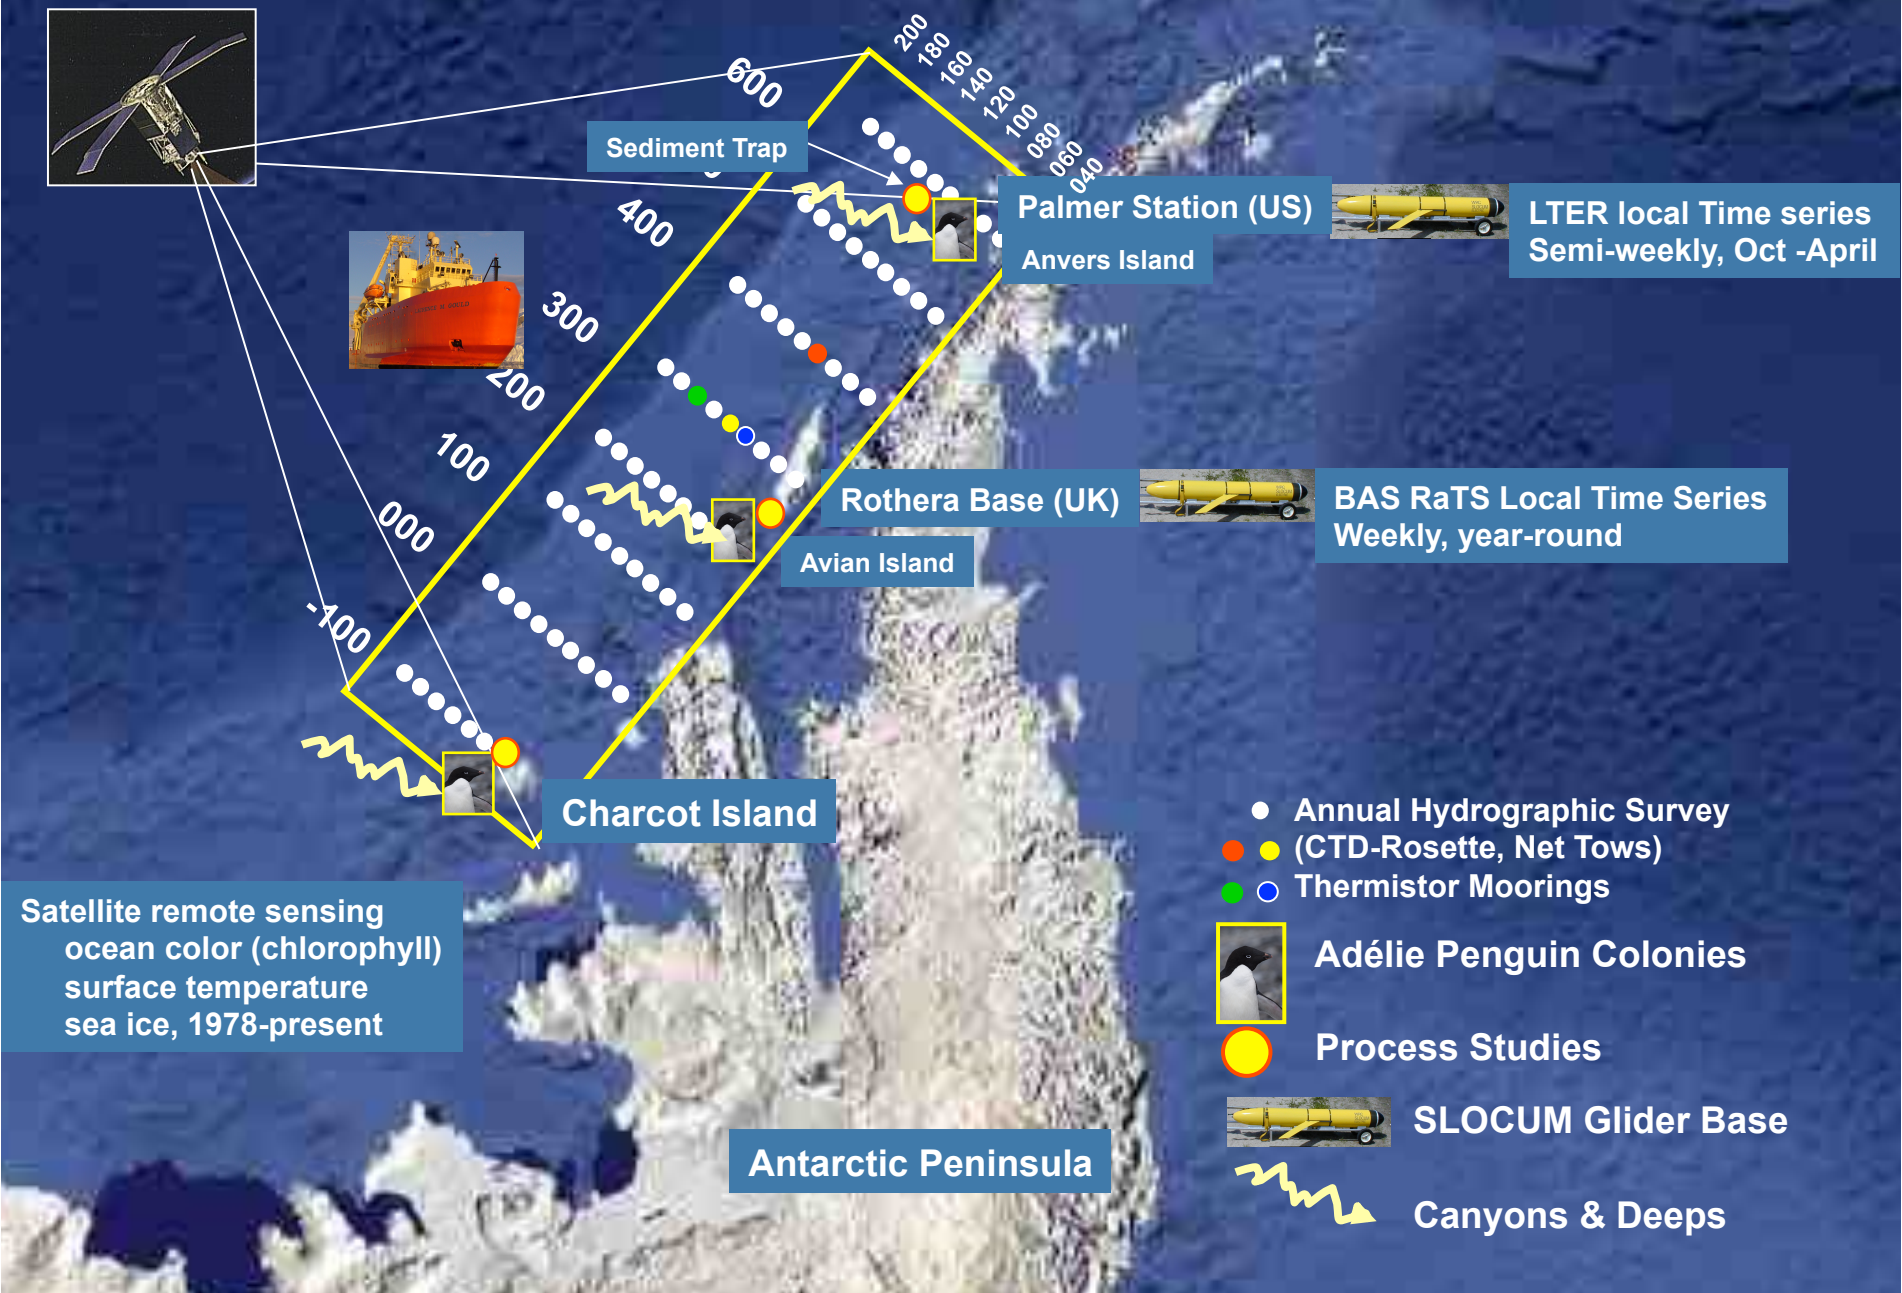 200
180
160
140
120
100
080
060
040
600
400
300
200
100
000
-100
Sediment Trap
Palmer Station (US)
Anvers Island
LTER local Time series
Semi-weekly, Oct -April
Rothera Base (UK)
BAS RaTS Local Time Series
Weekly, year-round
Avian Island
Charcot Island
Satellite remote sensing
ocean color (chlorophyll)
surface temperature
sea ice, 1978-present
Antarctic Peninsula
Annual Hydrographic Survey
(CTD-Rosette, Net Tows)
Thermistor Moorings
Adélie Penguin Colonies
Process Studies
SLOCUM Glider Base
Canyons & Deeps